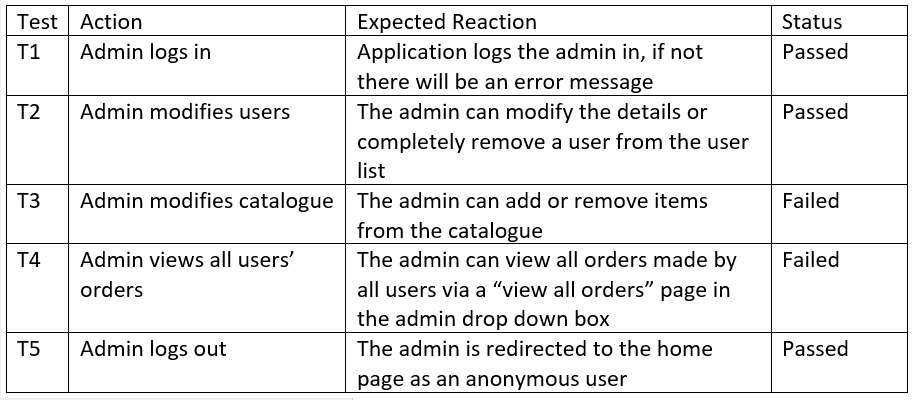 Test Action Expected Reaction Status
T1 Admin logs in Application logs the admin in, if not Passed
there will be an error message
T2 Admin modifies users The admin can modify the details or Passed
completely remove a user from the user
list
T3 Admin modifies catalogue The admin can add or remove items Failed
from the catalogue
T4 Admin views all users’ The admin can view all orders made by Failed
orders all users via a “view all orders” page in
the admin drop down box
T5 Admin logs out The admin is redirected to the home Passed
page as an anonymous user